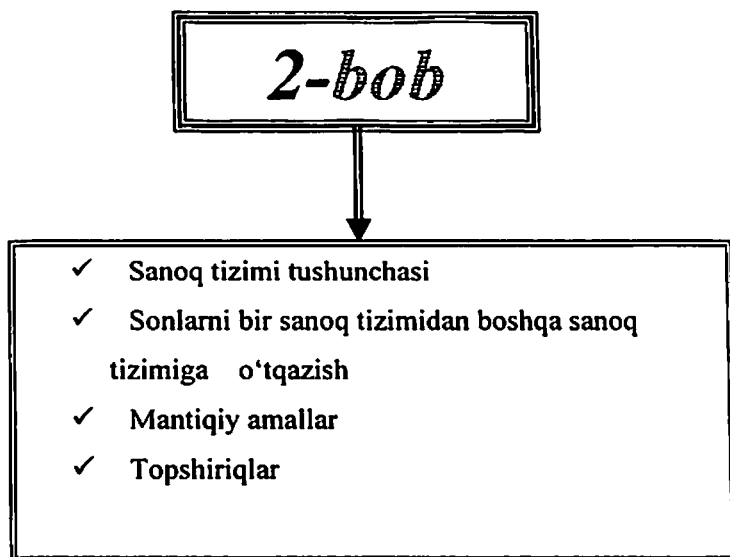 2-bob
✓ Sanoq tizimi tushunchasi
✓ Sonlarni bir sanoq tizimidan boshqa sanoq
tizimiga o‘tqazish
✓ Mantiqiy amallar
✓ Topshiriqlar